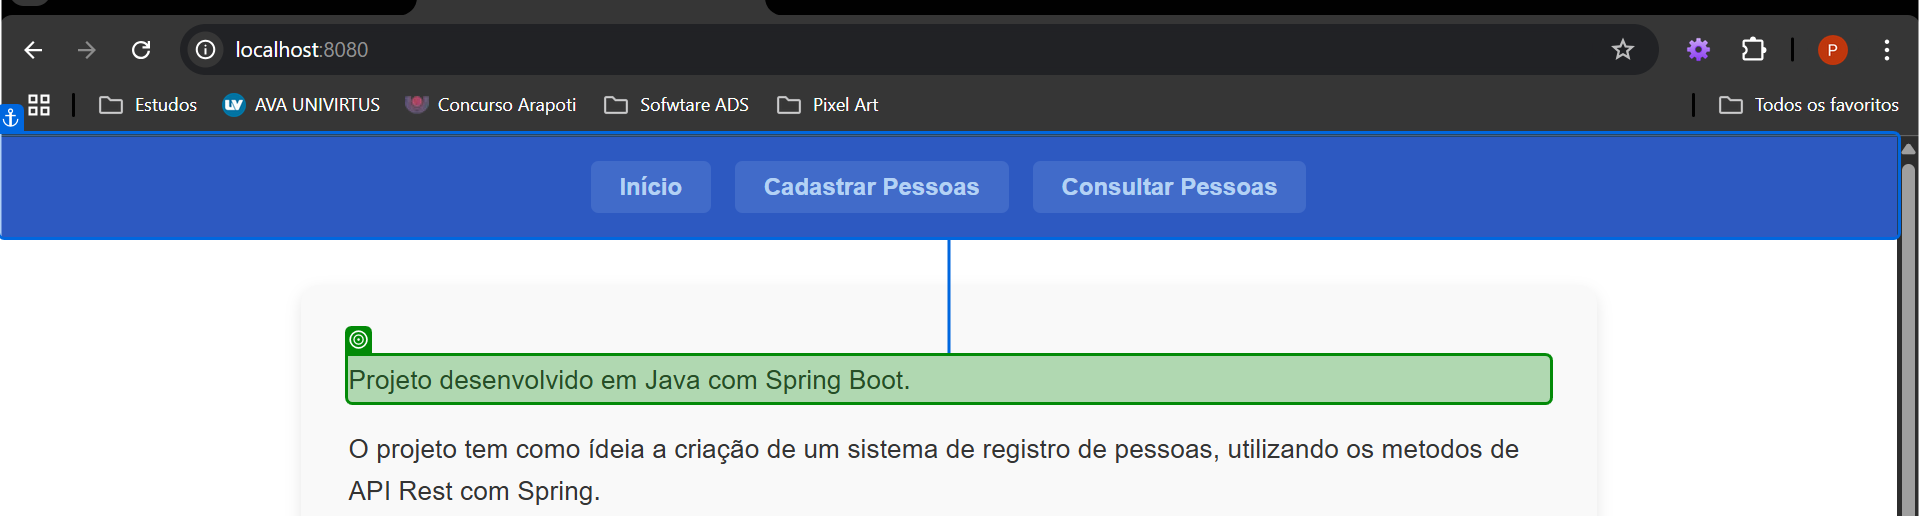 localhost:8080
Estudos AVA UNIVIRTUS Concurso Arapoti Sofwtare ADS Pixel Art Todos os favoritos
Início Cadastrar Pessoas Consultar Pessoas
Projeto desenvolvido em Java com Spring Boot.
O projeto tem como ídeia a criação de um sistema de registro de pessoas, utilizando os metodos de
API Rest com Spring.
P